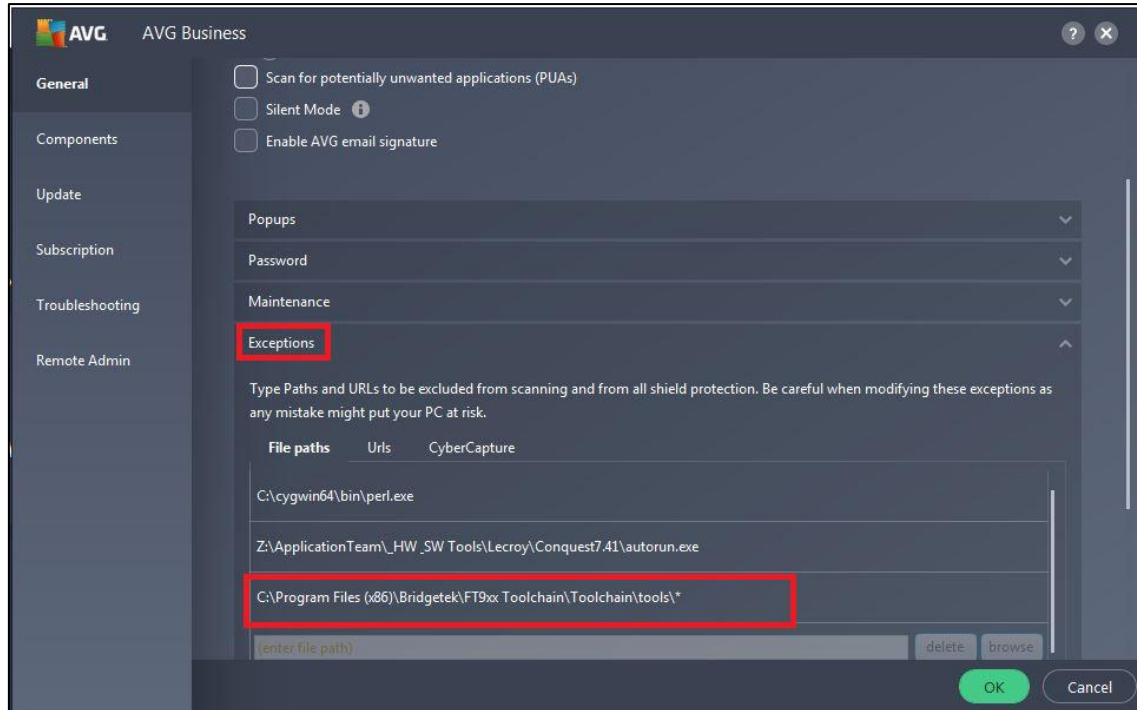 AVG AVG Business ?
General
Components
Update
Subscription
Troubleshooting
Remote Admin
Scan for potentially unwanted applications (PUAs)
Silent Mode i
Enable AVG email signature
Popups
Password
Maintenance
Exceptions
Type Paths and URLs to be excluded from scanning and from all shield protection. Be careful when modifying these exceptions as
any mistake might put your PC at risk.
File paths Urls CyberCapture
C:\cygwin64\bin\perl.exe
Z:\ApplicationTeam\_HW_SW Tools\Lecroy\Conquest7.41\autorun.exe
C:\Program Files (x86)\Bridgetek\FT9xx Toolchain\Toolchain\tools\*
(enter file path) delete browse
OK Cancel